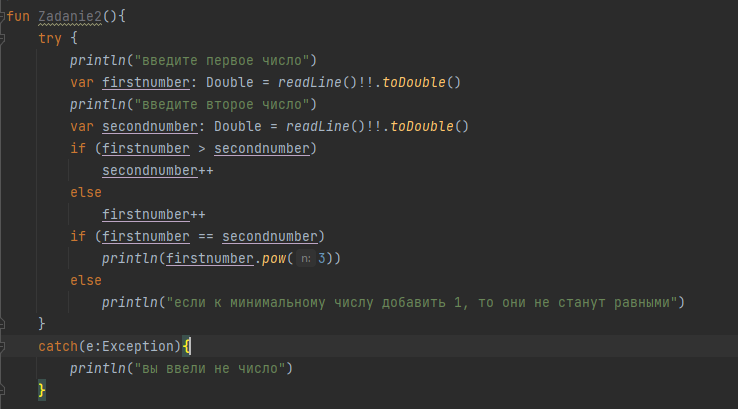 fun Zadanie2(){
try {
println("введите первое число")
var firstnumber: Double = readLine()!!.toDouble()
println("введите второе число")
var secondnumber: Double = readLine()!!.toDouble()
if (firstnumber > secondnumber)
secondnumber++
else
firstnumber++
if (firstnumber == secondnumber)
println(firstnumber.pow( n: 3))
else
println("если к минимальному числу добавить 1, то они не станут равными")
}
catch(e:Exception){
println("вы ввели не число")
}